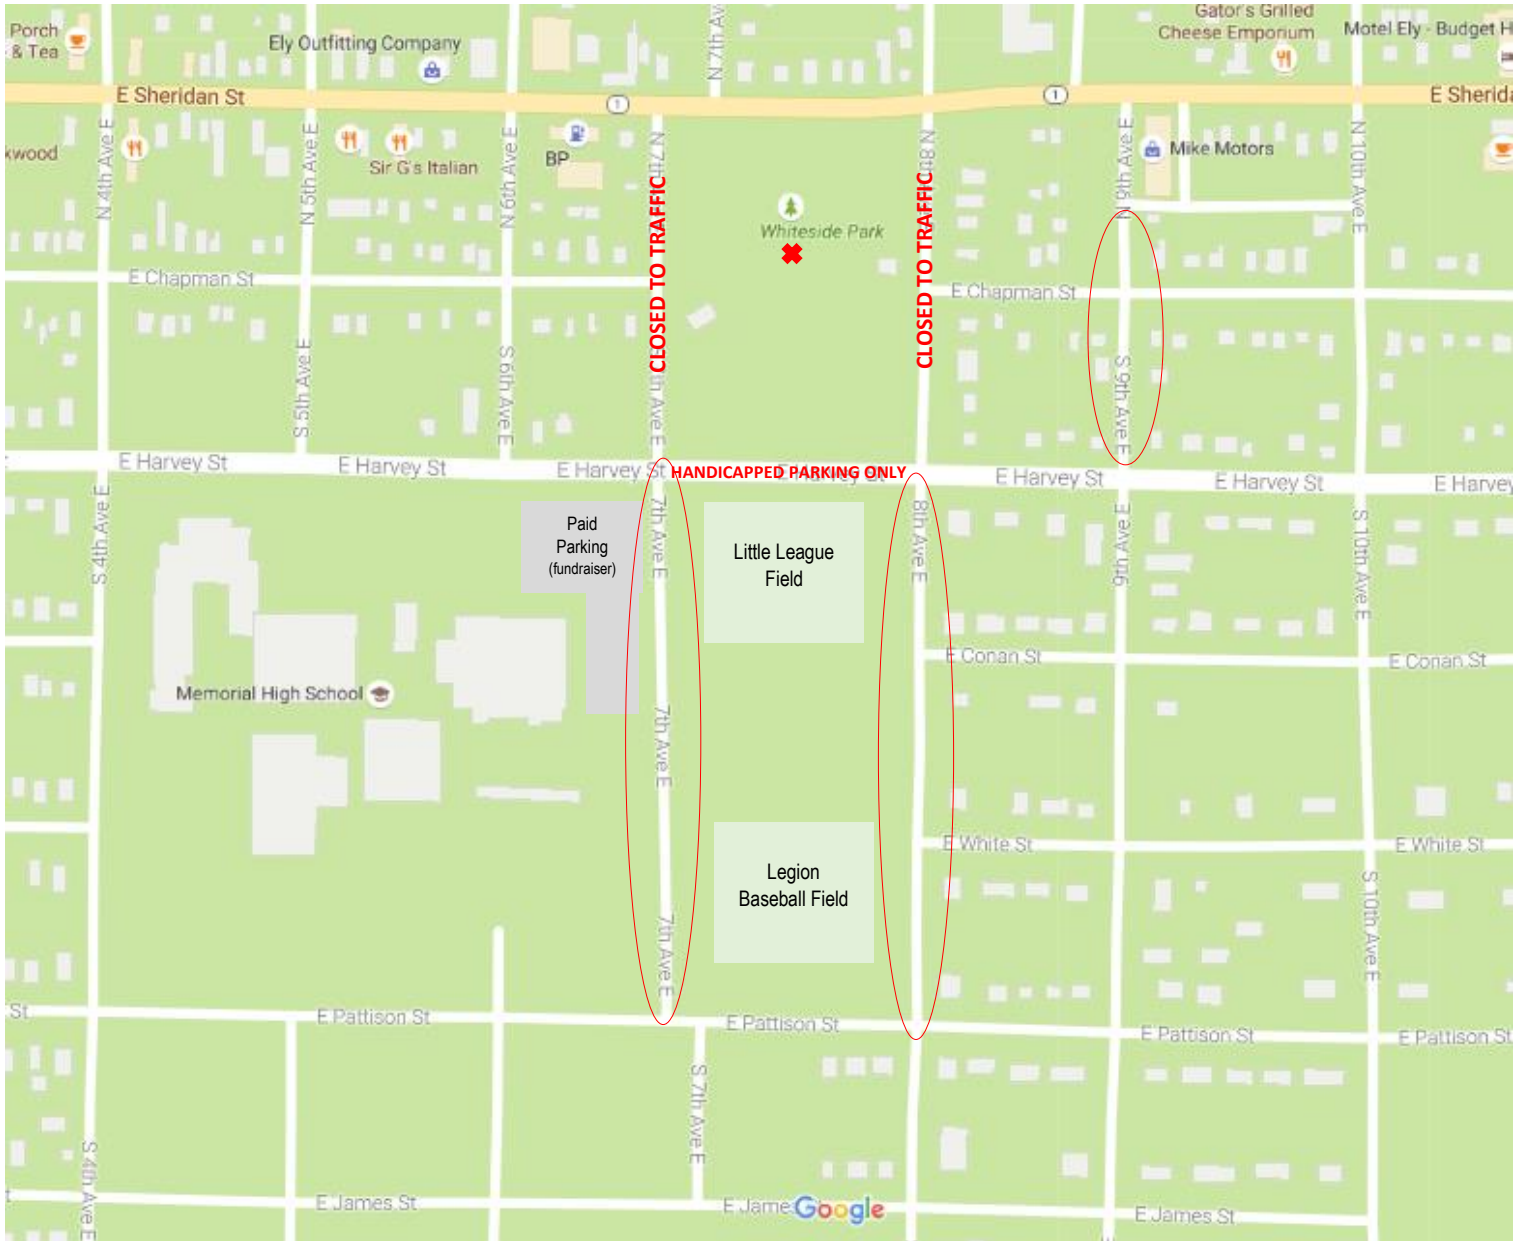 Porch
& Tea
Ely Outfitting Company
N 7th Av
Gator's Grilled
Cheese Emporium
Motel Ely - Budget H
E Sheridan St
1
1
E Sherida
xwood
N 4th Ave E
N 5th Ave E
Sir G's Italian
N 6th Ave E
BP
N 7th
CLOSED TO TRAFFIC
Whiteside Park
N 8th
CLOSED TO TRAFFIC
N 9th Ave E
Mike Motors
N 10th Ave E
E Chapman St
E Chapman St
S 5th Ave E
S 6th Ave E
th Ave E
S 9th Ave E
E Harvey St
E Harvey St
E Harvey St
HANDICAPPED PARKING ONLY
E Harvey St
E Harvey St
E Harvey St
E Harvey
S 4th Ave E
Paid
Parking
(fundraiser)
7th Ave E
Little League
Field
8th Ave E
9th Ave E
S 10th Ave E
E Conan St
E Conan St
Memorial High School
7th Ave E
E White St
E White St
Legion
Baseball Field
7th Ave E
S 10th Ave E
St
E Pattison St
E Pattison St
E Pattison St
E Pattison St
S 7th Ave E
S 4th Ave E
t
E James St
E Jame
Google
E James St